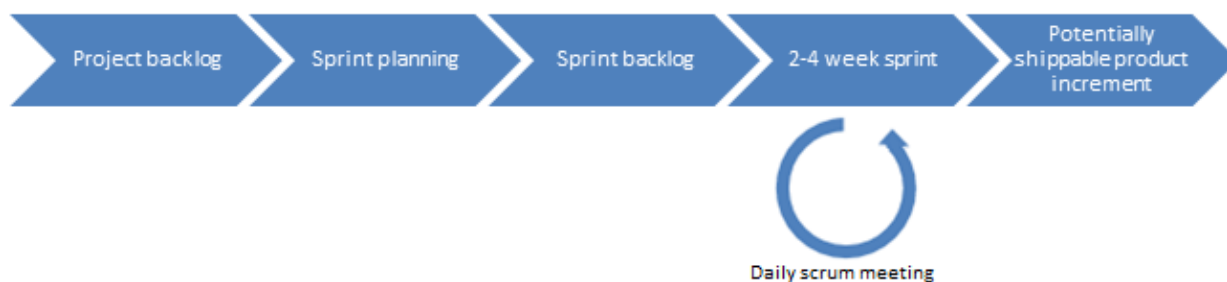 Project backlog
Sprint planning
Sprint backlog
2-4 week sprint
Potentially
shippable product
increment
Daily scrum meeting